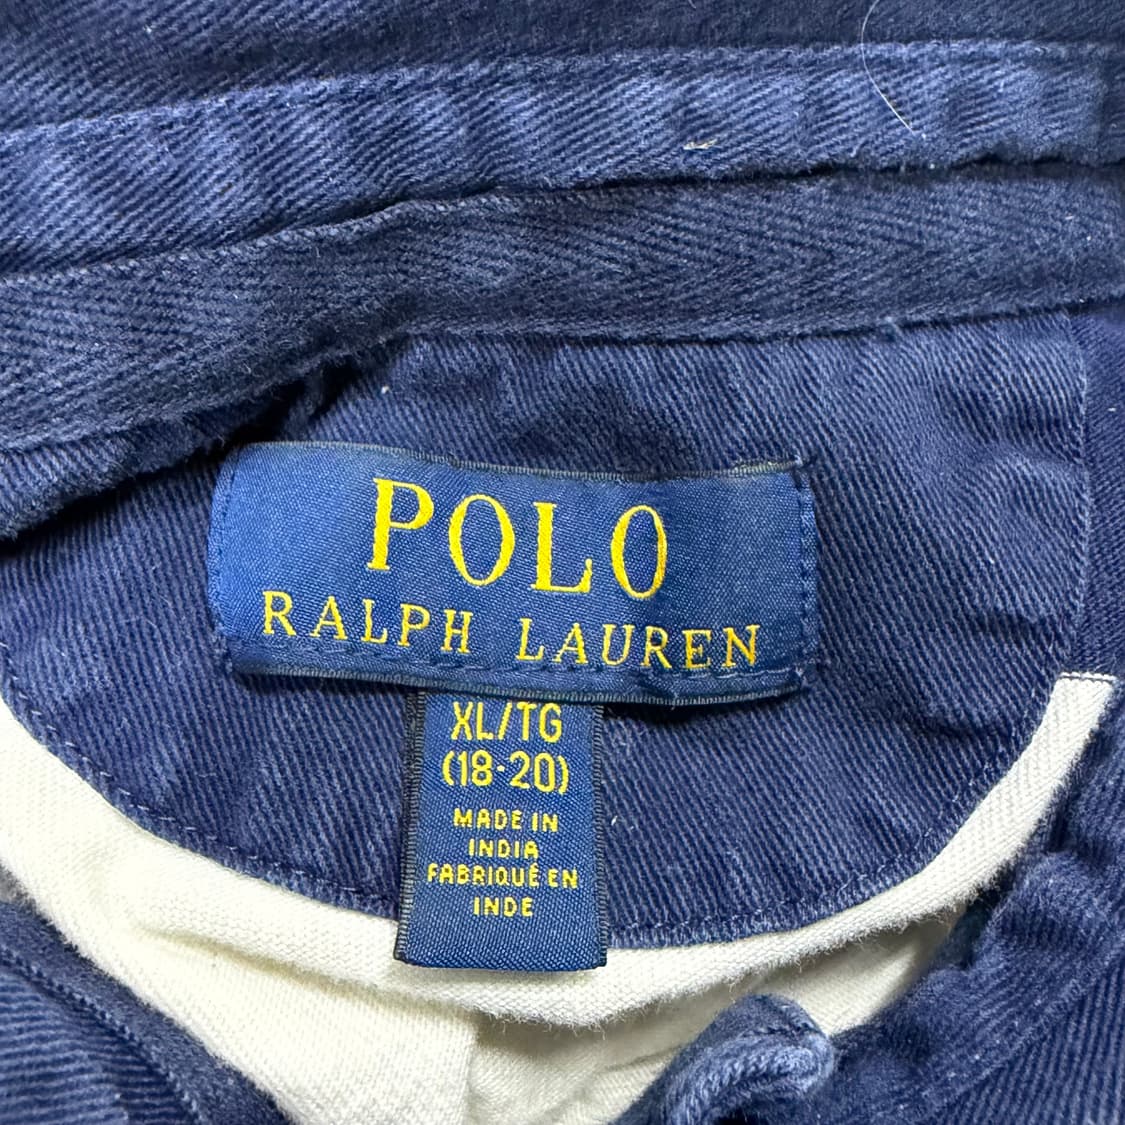 POLO
RALPH LAUREN
XL/TG
(18-20)
MADE IN
INDIA
FABRIQUÉ EN
INDE